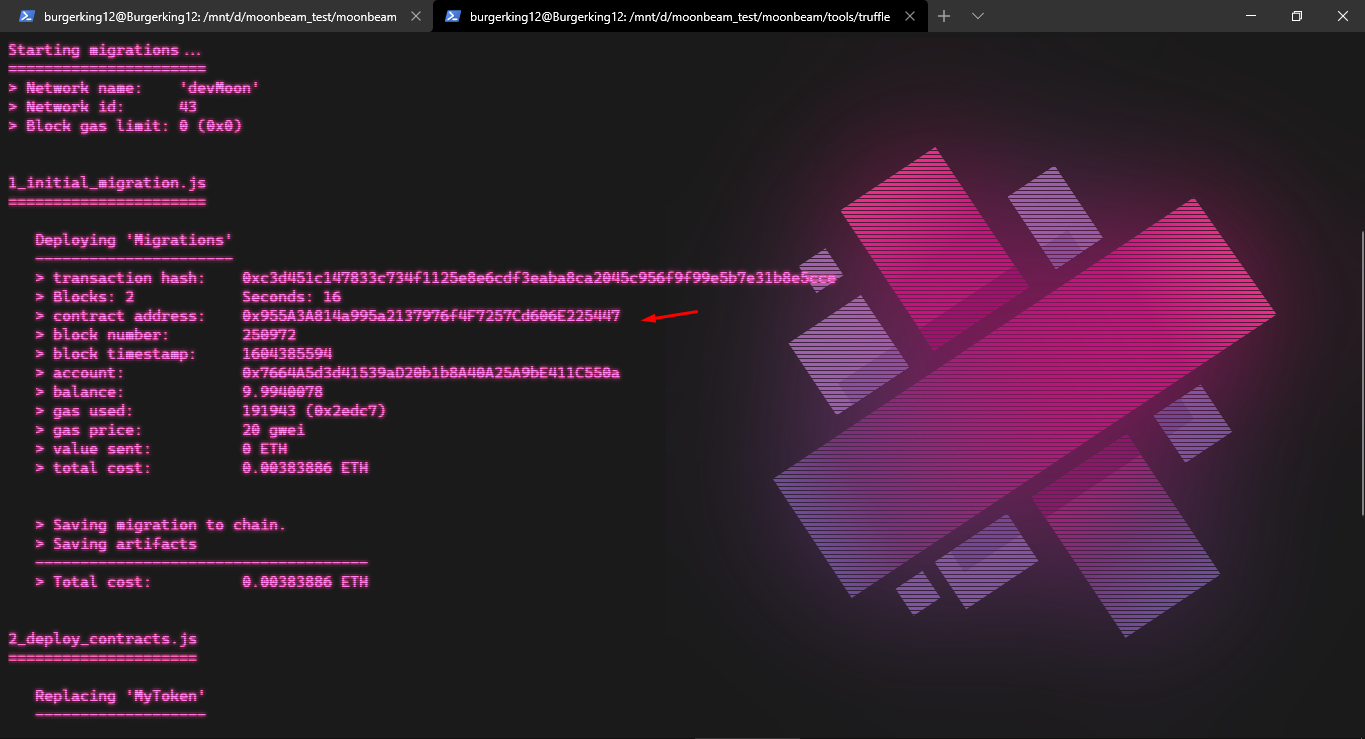 burgerking12@Burgerking12: /mnt/d/moonbeam_test/moonbeam
burgerking12@Burgerking12: /mnt/d/moonbeam_test/moonbeam/tools/truffle
Starting migrations...
======================
> Network name:    'devMoon'
> Network id:      43
> Block gas limit: 0 (0x0)
1_initial_migration.js
======================
Deploying 'Migrations'
----------------------
> transaction hash:    0xc3d451c147833c734f1125e8e6cdf3eaba8ca2045c956f9f99e5b7e31b8e5cce
> Blocks: 2            Seconds: 16
> contract address:    0x955A3A814a995a2137976f4F7257Cd606E225447
> block number:        250972
> block timestamp:     1604385594
> account:             0x7664A5d3d41539aD20b1b8A40A25A9bE411C550a
> balance:             9.9940078
> gas used:            191943 (0x2edc7)
> gas price:           20 gwei
> value sent:          0 ETH
> total cost:          0.00383886 ETH
> Saving migration to chain.
> Saving artifacts
-------------------------------------
> Total cost:          0.00383886 ETH
2_deploy_contracts.js
=====================
Replacing 'MyToken'
-------------------